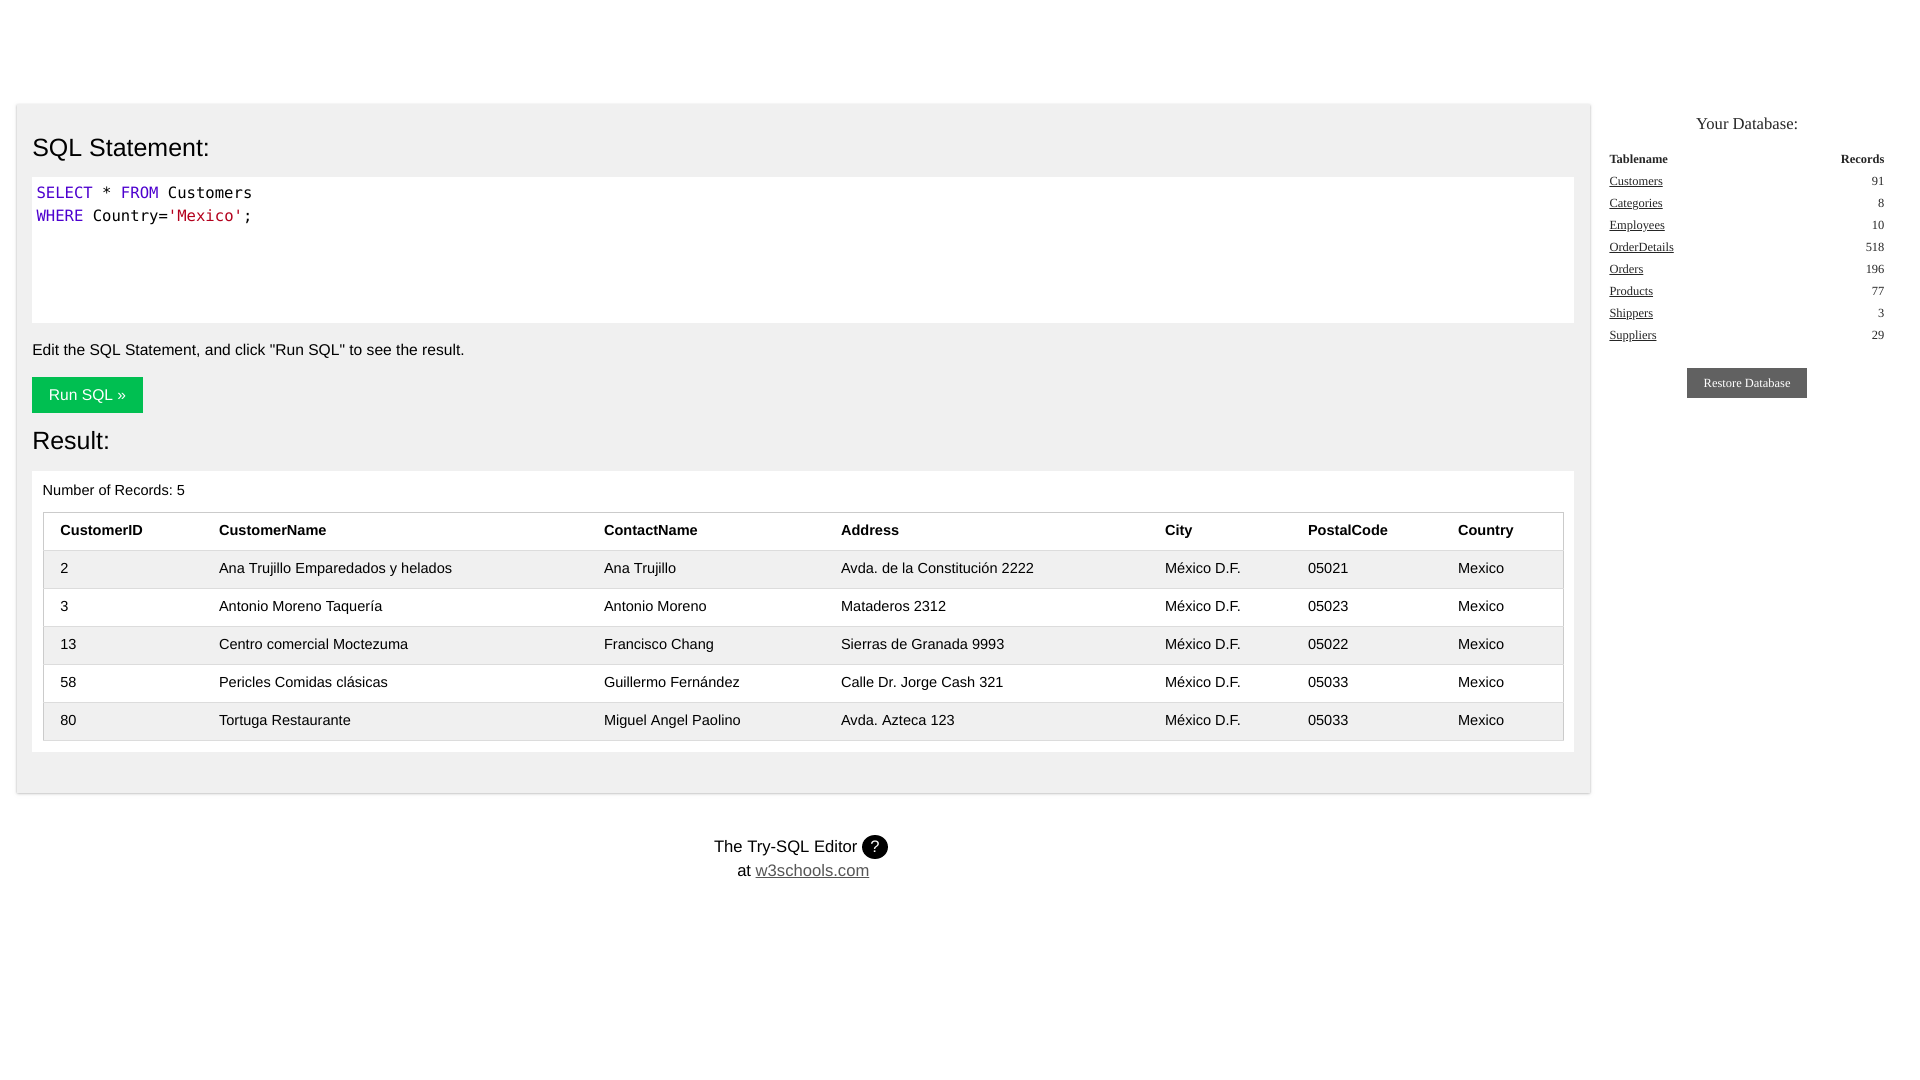 SQL Statement:
SELECT * FROM Customers
WHERE Country='Mexico';
Edit the SQL Statement, and click "Run SQL" to see the result.
Run SQL »
Result:
Number of Records: 5
CustomerID CustomerName ContactName Address City PostalCode Country
2 Ana Trujillo Emparedados y helados Ana Trujillo Avda. de la Constitución 2222 México D.F. 05021 Mexico
3 Antonio Moreno Taquería Antonio Moreno Mataderos 2312 México D.F. 05023 Mexico
13 Centro comercial Moctezuma Francisco Chang Sierras de Granada 9993 México D.F. 05022 Mexico
58 Pericles Comidas clásicas Guillermo Fernández Calle Dr. Jorge Cash 321 México D.F. 05033 Mexico
80 Tortuga Restaurante Miguel Angel Paolino Avda. Azteca 123 México D.F. 05033 Mexico
Your Database:
Tablename Records
Customers 91
Categories 8
Employees 10
OrderDetails 518
Orders 196
Products 77
Shippers 3
Suppliers 29
Restore Database
The Try-SQL Editor ?
at w3schools.com